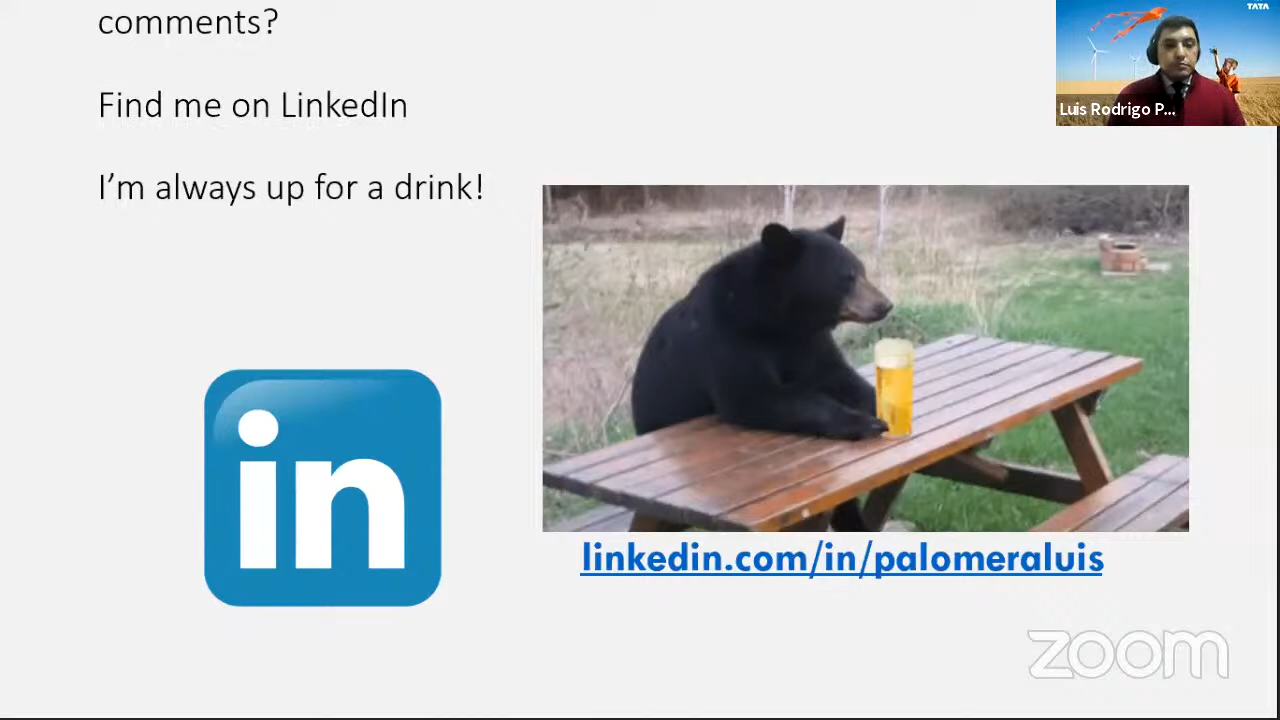 comments?
TATA
Luis Rodrigo P...
Find me on LinkedIn
I’m always up for a drink!
in
linkedin.com/in/palomeraluis
zoom